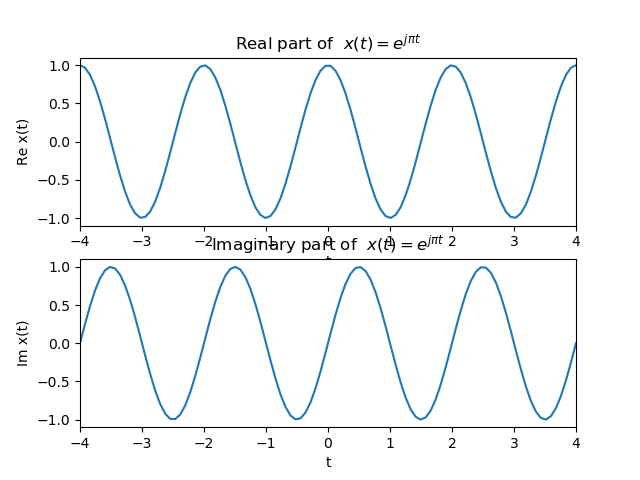 Real part of x(t) = e^{jπt}
1.0
0.5
0.0
−0.5
−1.0
Re x(t)
−4 −3 −2 −1 0 1 2 3 4
t
Imaginary part of x(t) = e^{jπt}
1.0
0.5
0.0
−0.5
−1.0
Im x(t)
−4 −3 −2 −1 0 1 2 3 4
t